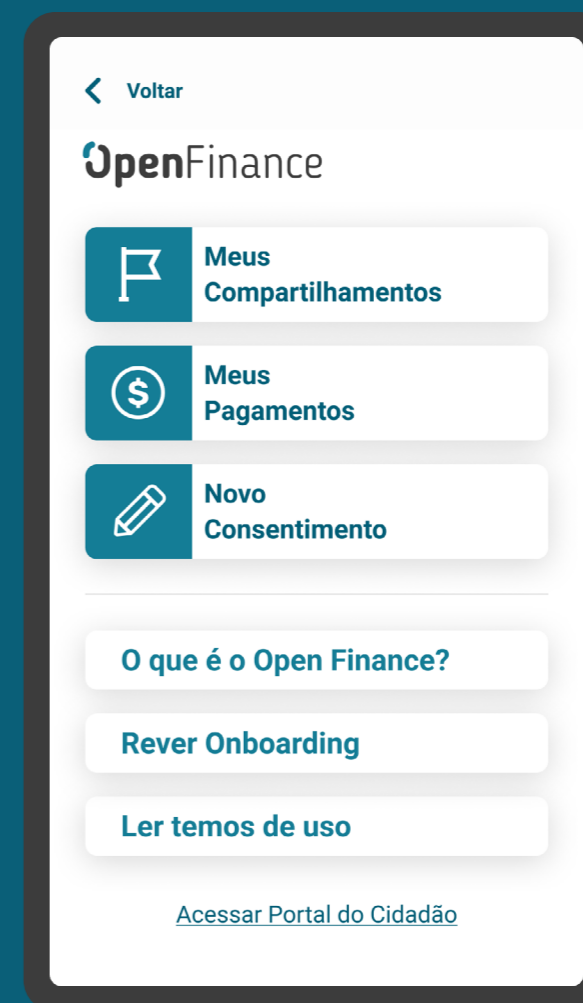 Voltar
OpenFinance
Meus
Compartilhamentos
Meus
Pagamentos
Novo
Consentimento
O que é o Open Finance?
Rever Onboarding
Ler temos de uso
Acessar Portal do Cidadão